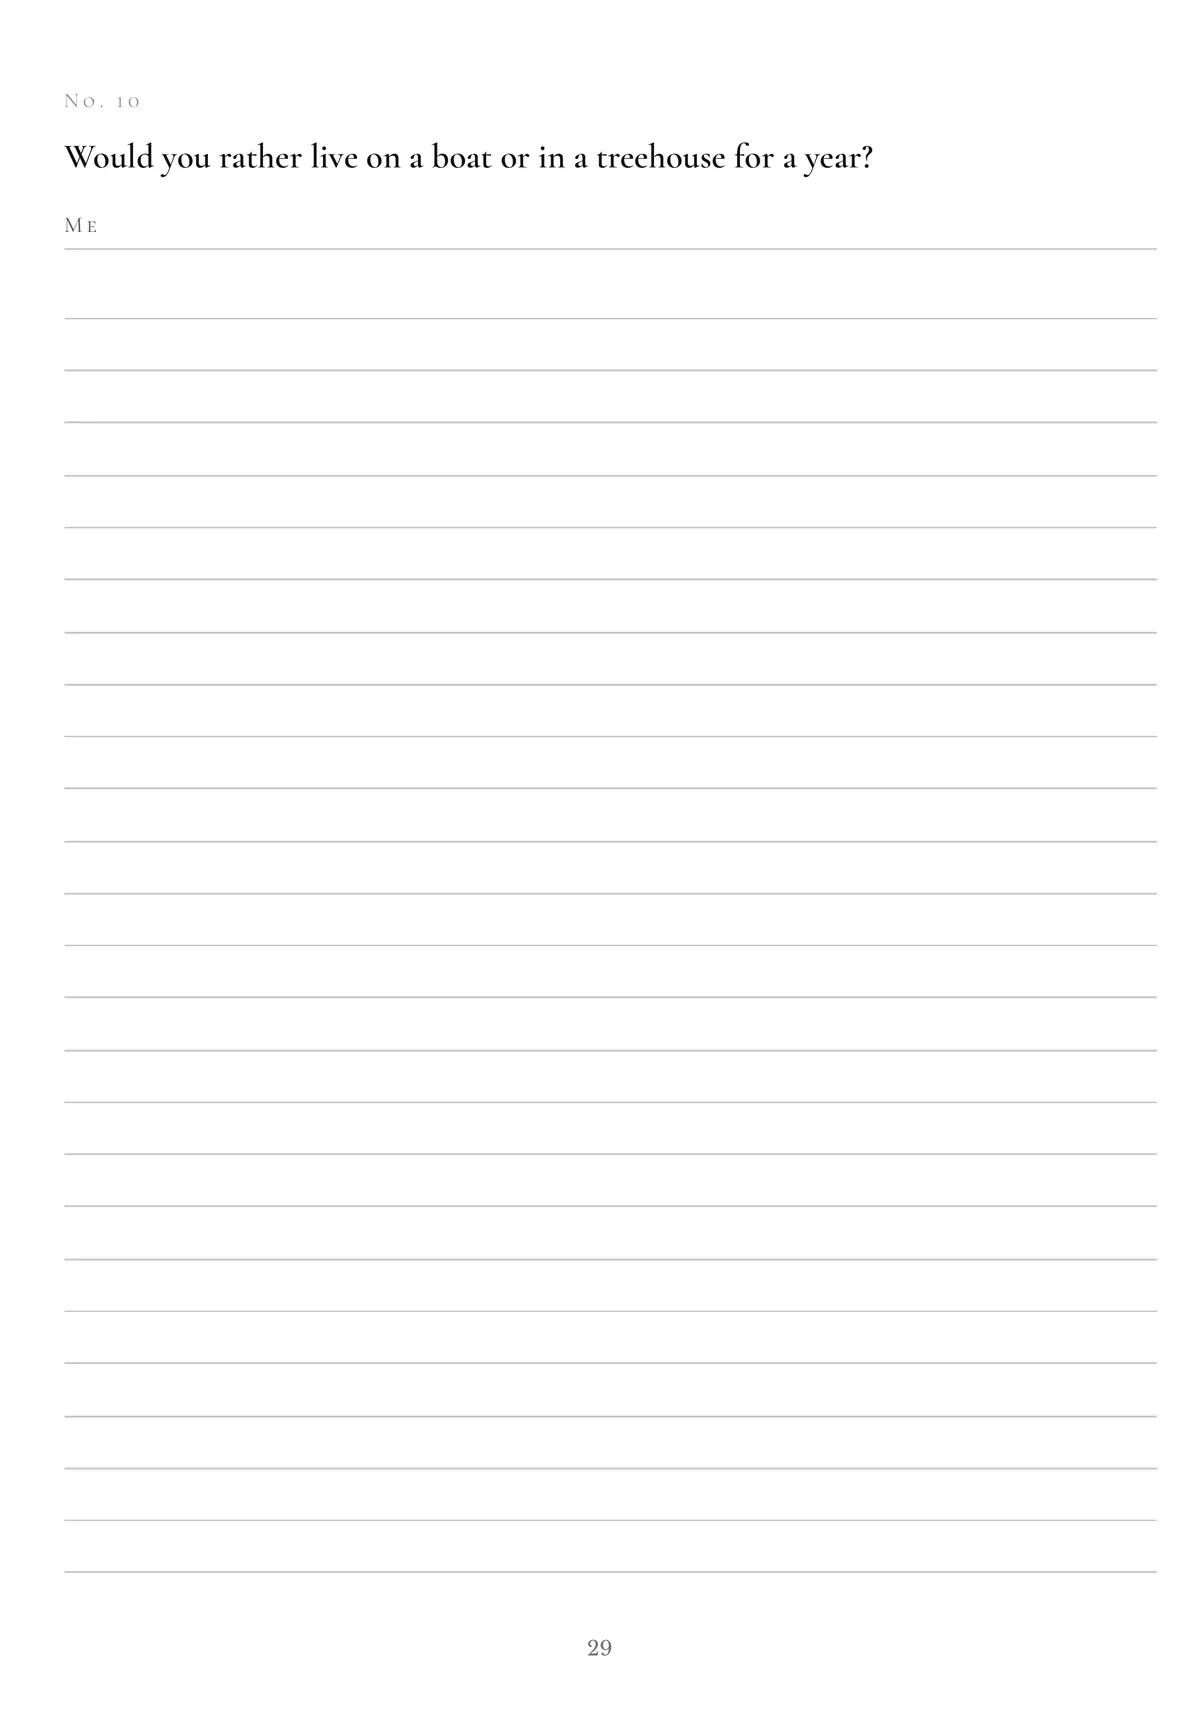 No. 10
Would you rather live on a boat or in a treehouse for a year?
Me
29